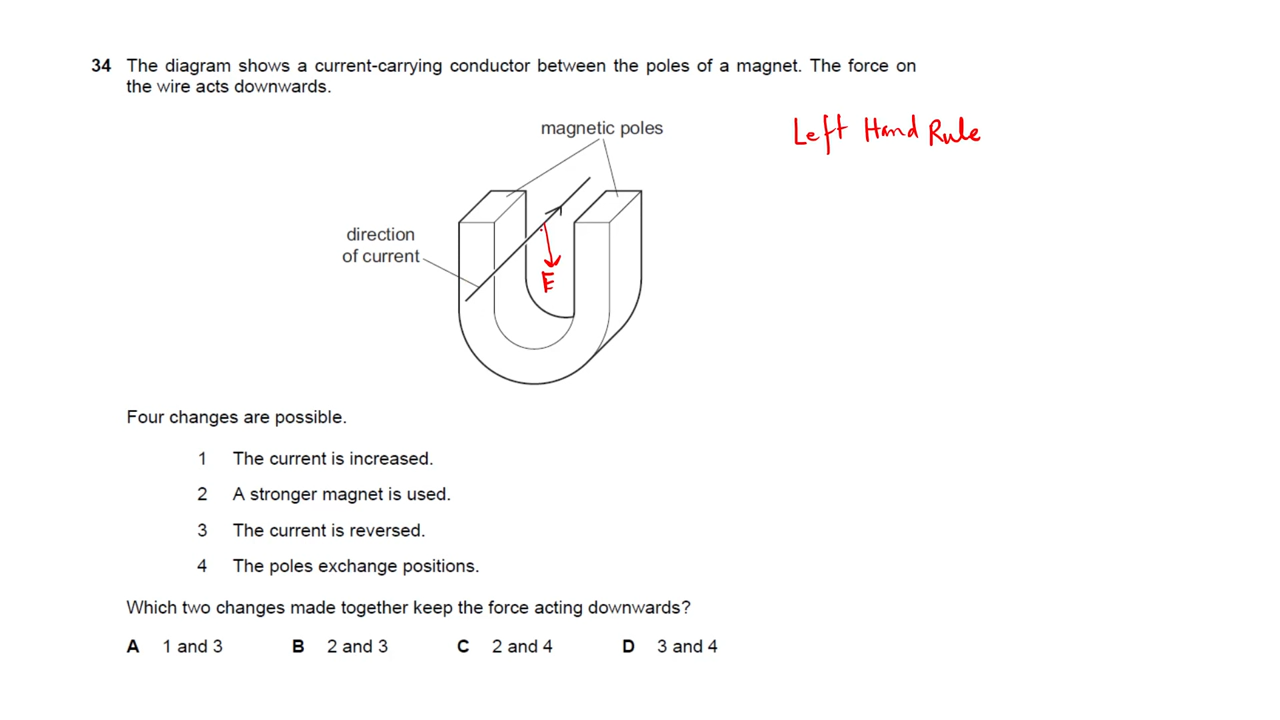 34 The diagram shows a current-carrying conductor between the poles of a magnet. The force on
the wire acts downwards.
magnetic poles
Left Hand Rule
direction
of current
F
Four changes are possible.
1 The current is increased.
2 A stronger magnet is used.
3 The current is reversed.
4 The poles exchange positions.
Which two changes made together keep the force acting downwards?
A 1 and 3 B 2 and 3 C 2 and 4 D 3 and 4